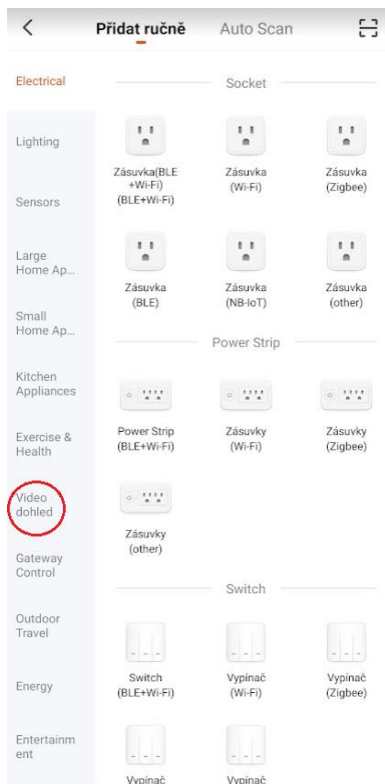 Přidat ručně Auto Scan
Electrical
Lighting
Sensors
Large
Home Ap...
Small
Home Ap...
Kitchen
Appliances
Exercise &
Health
Video
dohled
Gateway
Control
Outdoor
Travel
Energy
Entertainm
ent
Socket
Zásuvka(BLE
+Wi-Fi)
(BLE+Wi-Fi)
Zásuvka
(Wi-Fi)
Zásuvka
(Zigbee)
Zásuvka
(BLE)
Zásuvka
(NB-IoT)
Zásuvka
(other)
Power Strip
Power Strip
(BLE+Wi-Fi)
Zásuvky
(Wi-Fi)
Zásuvky
(Zigbee)
Zásuvky
(other)
Switch
Switch
(BLE+Wi-Fi)
Vypínač
(Wi-Fi)
Vypínač
(Zigbee)
Vypínač
Vypínač